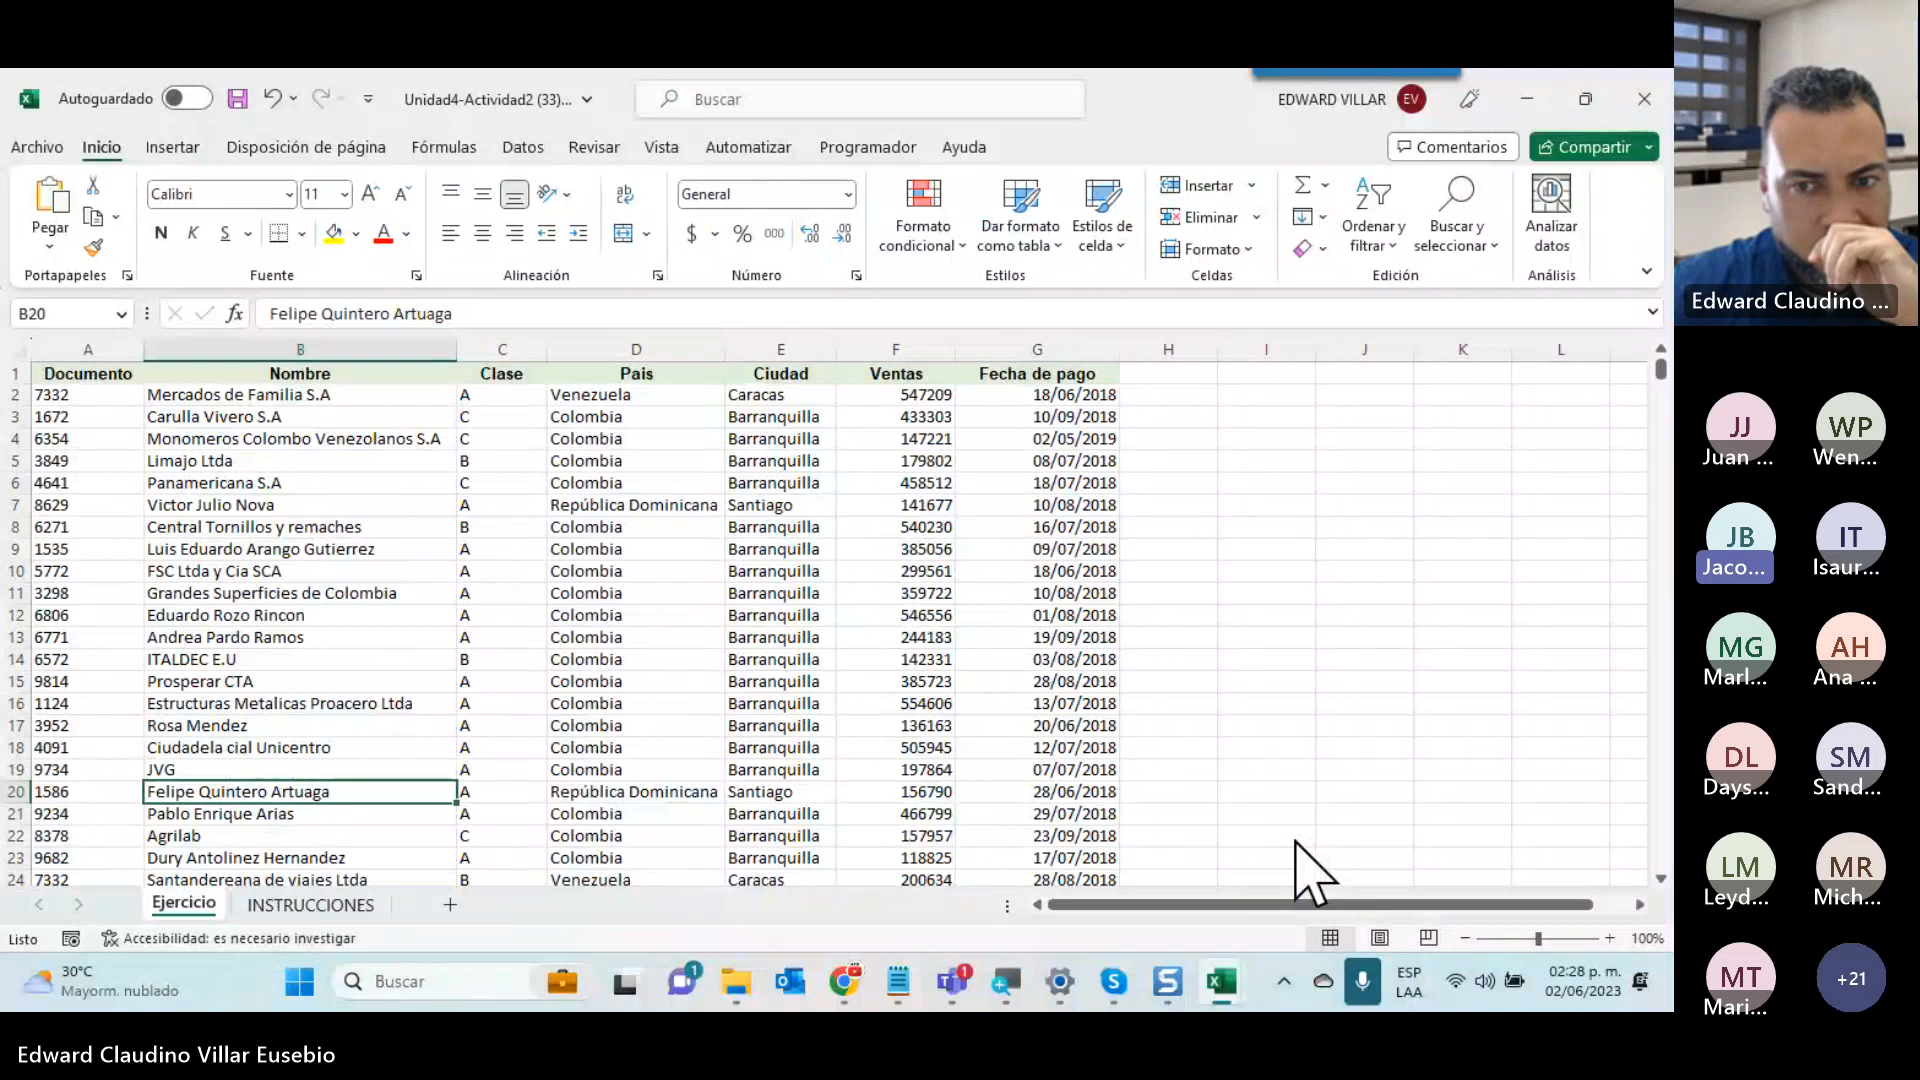 Autoguardado
Unidad4-Actividad2 (33)...
Buscar
EDWARD VILLAR
EV
Archivo Inicio Insertar Disposición de página Fórmulas Datos Revisar Vista Automatizar Programador Ayuda
Comentarios
Compartir
Pegar
Portapapeles
Calibri 11
N K S
Fuente
Alineación
General
$ % 000
Número
Formato condicional
Dar formato como tabla
Estilos de celda
Estilos
Insertar
Eliminar
Formato
Celdas
Ordenar y filtrar
Buscar y seleccionar
Edición
Analizar datos
Análisis
B20
fx
Felipe Quintero Artuaga
A B C D E F G H I J K L
1 Documento Nombre Clase Pais Ciudad Ventas Fecha de pago
2 7332 Mercados de Familia S.A A Venezuela Caracas 547209 18/06/2018
3 1672 Carulla Vivero S.A C Colombia Barranquilla 433303 10/09/2018
4 6354 Monomeros Colombo Venezolanos S.A C Colombia Barranquilla 147221 02/05/2019
5 3849 Limajo Ltda B Colombia Barranquilla 179802 08/07/2018
6 4641 Panamericana S.A C Colombia Barranquilla 458512 18/07/2018
7 8629 Victor Julio Nova A República Dominicana Santiago 141677 10/08/2018
8 6271 Central Tornillos y remaches B Colombia Barranquilla 540230 16/07/2018
9 1535 Luis Eduardo Arango Gutierrez A Colombia Barranquilla 385056 09/07/2018
10 5772 FSC Ltda y Cia SCA A Colombia Barranquilla 299561 18/06/2018
11 3298 Grandes Superficies de Colombia A Colombia Barranquilla 359722 10/08/2018
12 6806 Eduardo Rozo Rincon A Colombia Barranquilla 546556 01/08/2018
13 6771 Andrea Pardo Ramos A Colombia Barranquilla 244183 19/09/2018
14 6572 ITALDEC E.U B Colombia Barranquilla 142331 03/08/2018
15 9814 Prosperar CTA A Colombia Barranquilla 385723 28/08/2018
16 1124 Estructuras Metalicas Proacero Ltda A Colombia Barranquilla 554606 13/07/2018
17 3952 Rosa Mendez A Colombia Barranquilla 136163 20/06/2018
18 4091 Ciudadela cial Unicentro A Colombia Barranquilla 505945 12/07/2018
19 9734 JVG A Colombia Barranquilla 197864 07/07/2018
20 1586 Felipe Quintero Artuaga A República Dominicana Santiago 156790 28/06/2018
21 9234 Pablo Enrique Arias A Colombia Barranquilla 466799 29/07/2018
22 8378 Agrilab C Colombia Barranquilla 157957 23/09/2018
23 9682 Dury Antolinez Hernandez A Colombia Barranquilla 118825 17/07/2018
24 7332 Santandereana de viajes Ltda B Venezuela Caracas 200634 28/08/2018
Ejercicio INSTRUCCIONES
Listo
Accesibilidad: es necesario investigar
100%
30°C
Mayorm. nublado
Buscar
1
1
ESP
LAA
02:28 p. m.
02/06/2023
Edward Claudino ...
JJ
Juan ...
WP
Wen...
JB
Jaco...
IT
Isaur...
MG
Marl...
AH
Ana ...
DL
Days...
SM
Sand...
LM
Leyd...
MR
Mich...
MT
Mari...
+21
Edward Claudino Villar Eusebio